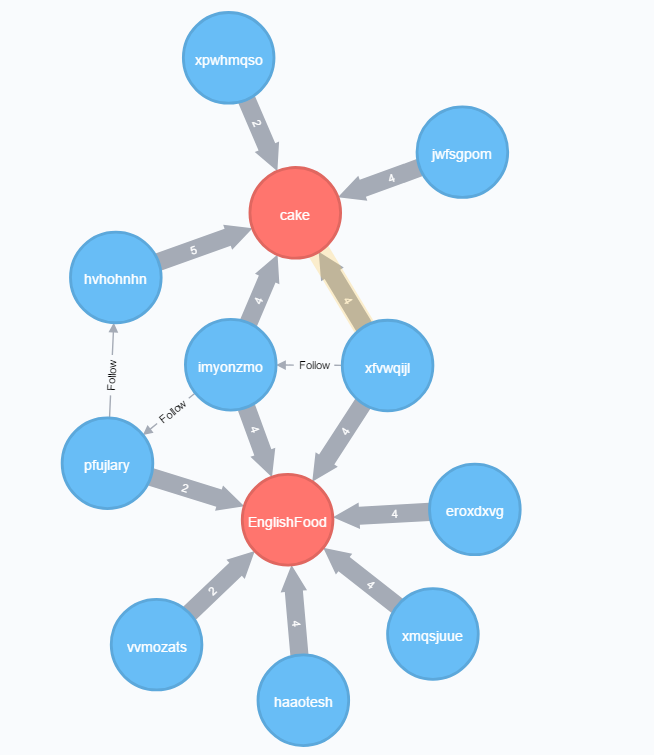 xpwhmqso
2
jwfsgpom
4
cake
5
hvhohnhn
4
4
imyonzmo
Follow
xfvwqijl
Follow
Follow
4
4
pfujlary
2
EnglishFood
4
eroxdxvg
2
4
4
vvmozats
xmqsjuue
haaotesh